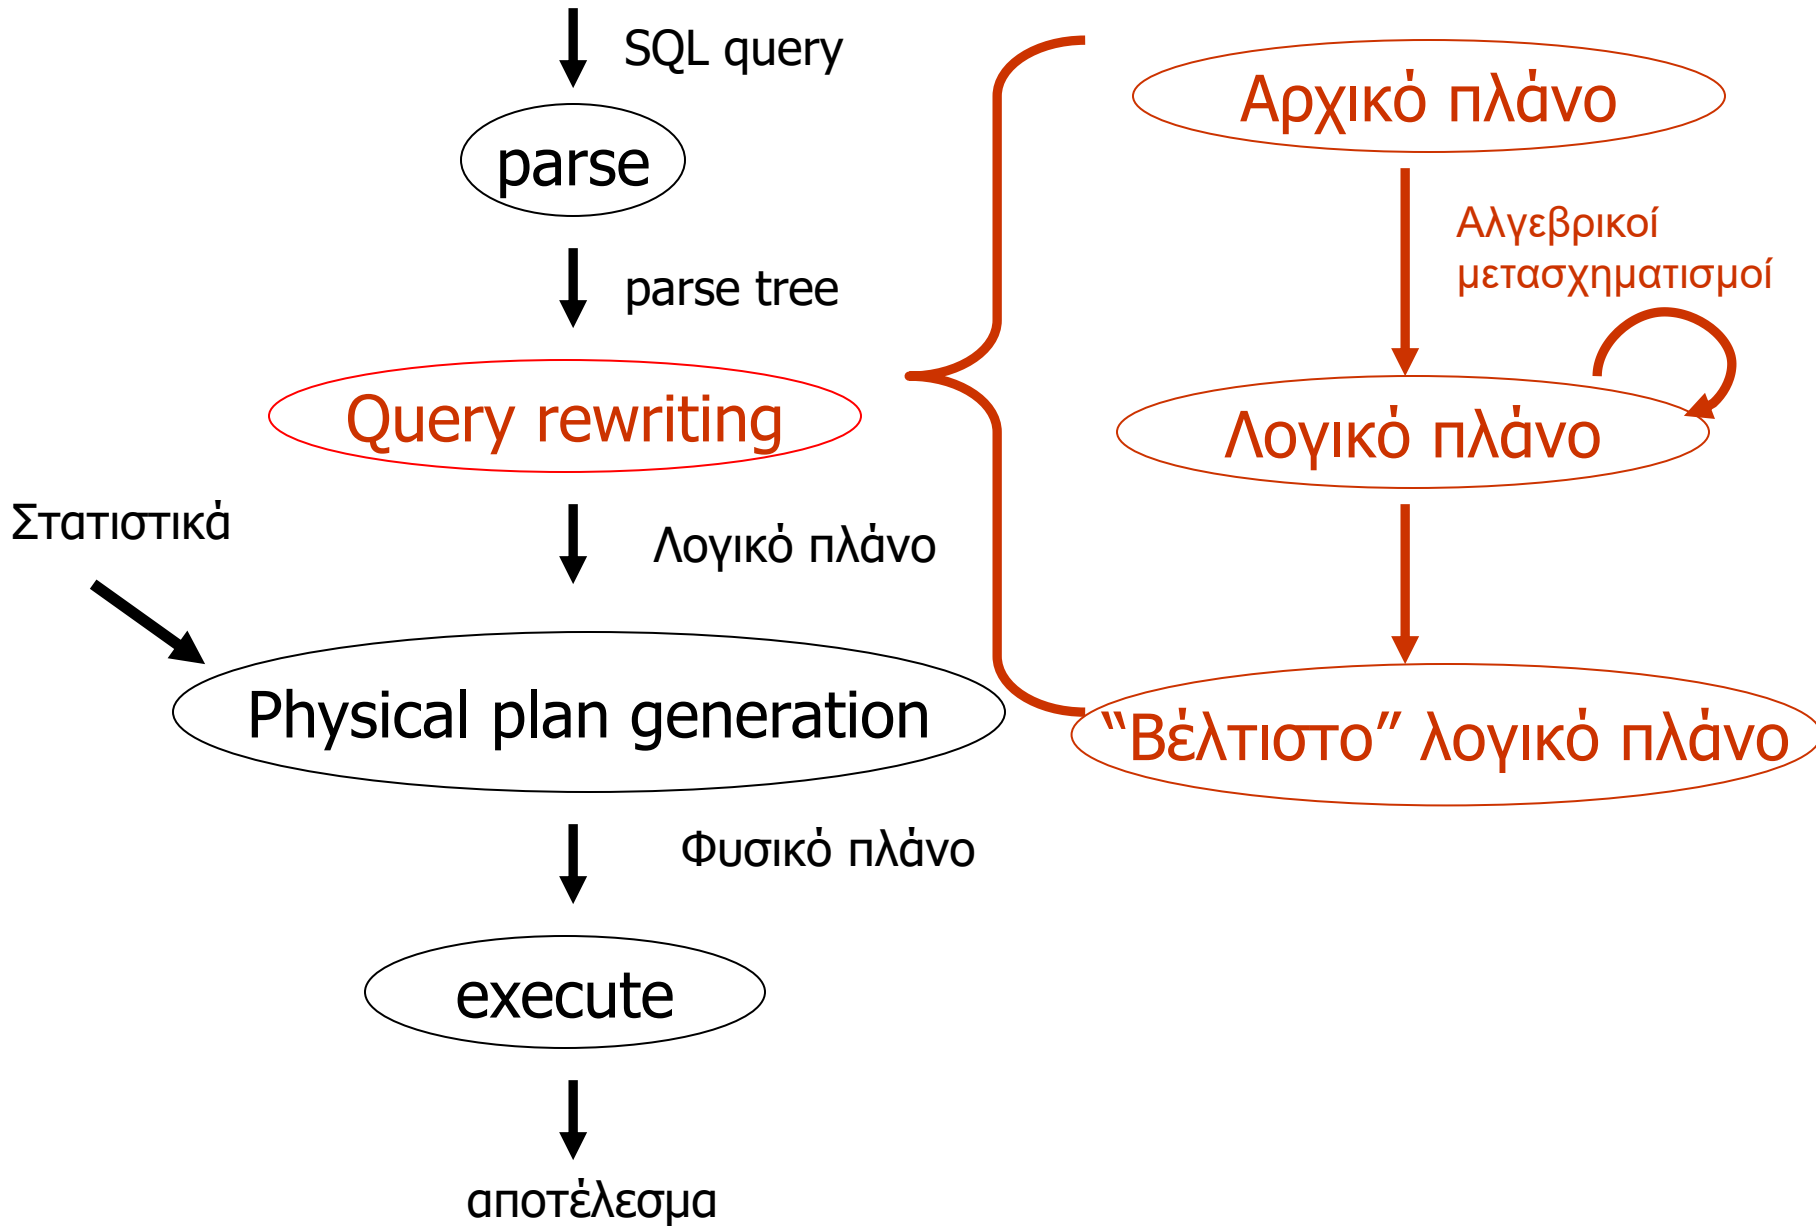 SQL query
parse
parse tree
Query rewriting
Στατιστικά
Λογικό πλάνο
Physical plan generation
Φυσικό πλάνο
execute
αποτέλεσμα
Αρχικό πλάνο
Αλγεβρικοί
μετασχηματισμοί
Λογικό πλάνο
“Βέλτιστο” λογικό πλάνο